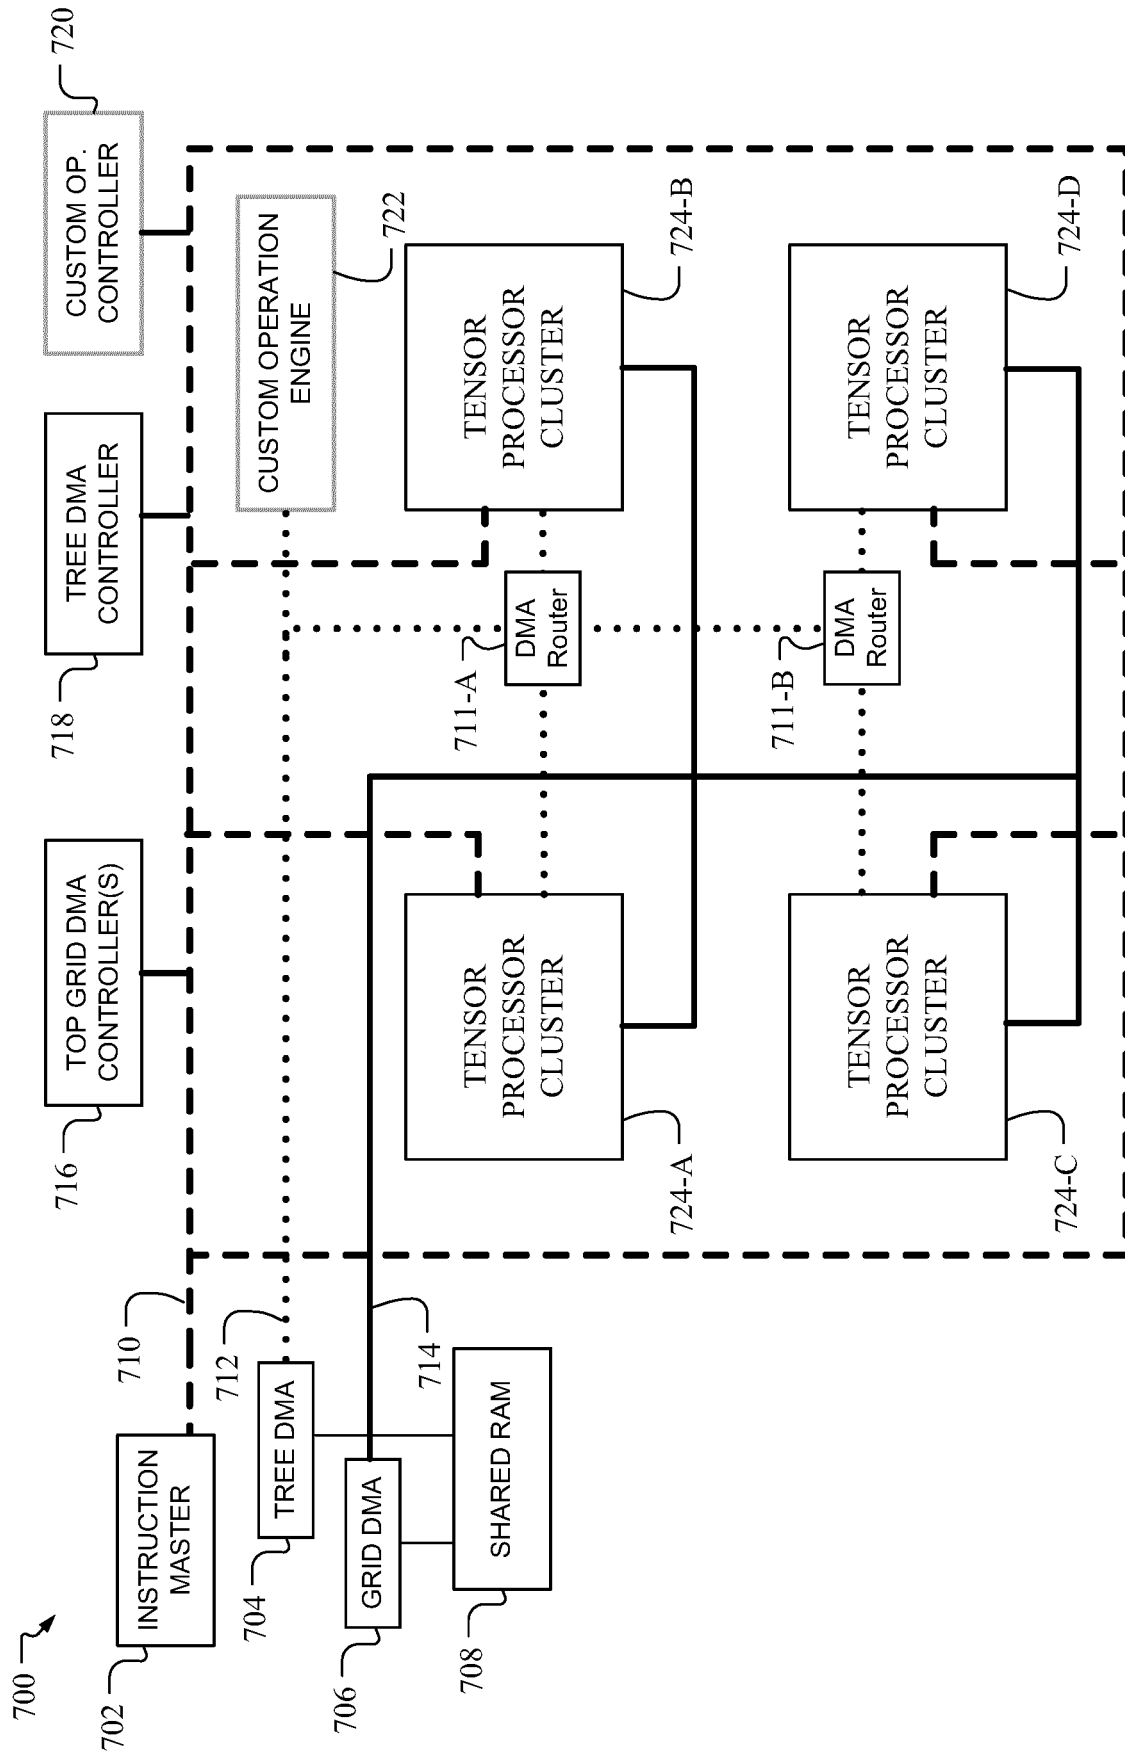 700
702
INSTRUCTION
MASTER
710
716
TOP GRID DMA
CONTROLLER(S)
718
TREE DMA
CONTROLLER
CUSTOM OP.
CONTROLLER
720
704
TREE DMA
712
CUSTOM OPERATION
ENGINE
722
706
GRID DMA
714
708
SHARED RAM
TENSOR
PROCESSOR
CLUSTER
724-A
711-A
DMA
Router
TENSOR
PROCESSOR
CLUSTER
724-B
TENSOR
PROCESSOR
CLUSTER
724-C
711-B
DMA
Router
TENSOR
PROCESSOR
CLUSTER
724-D